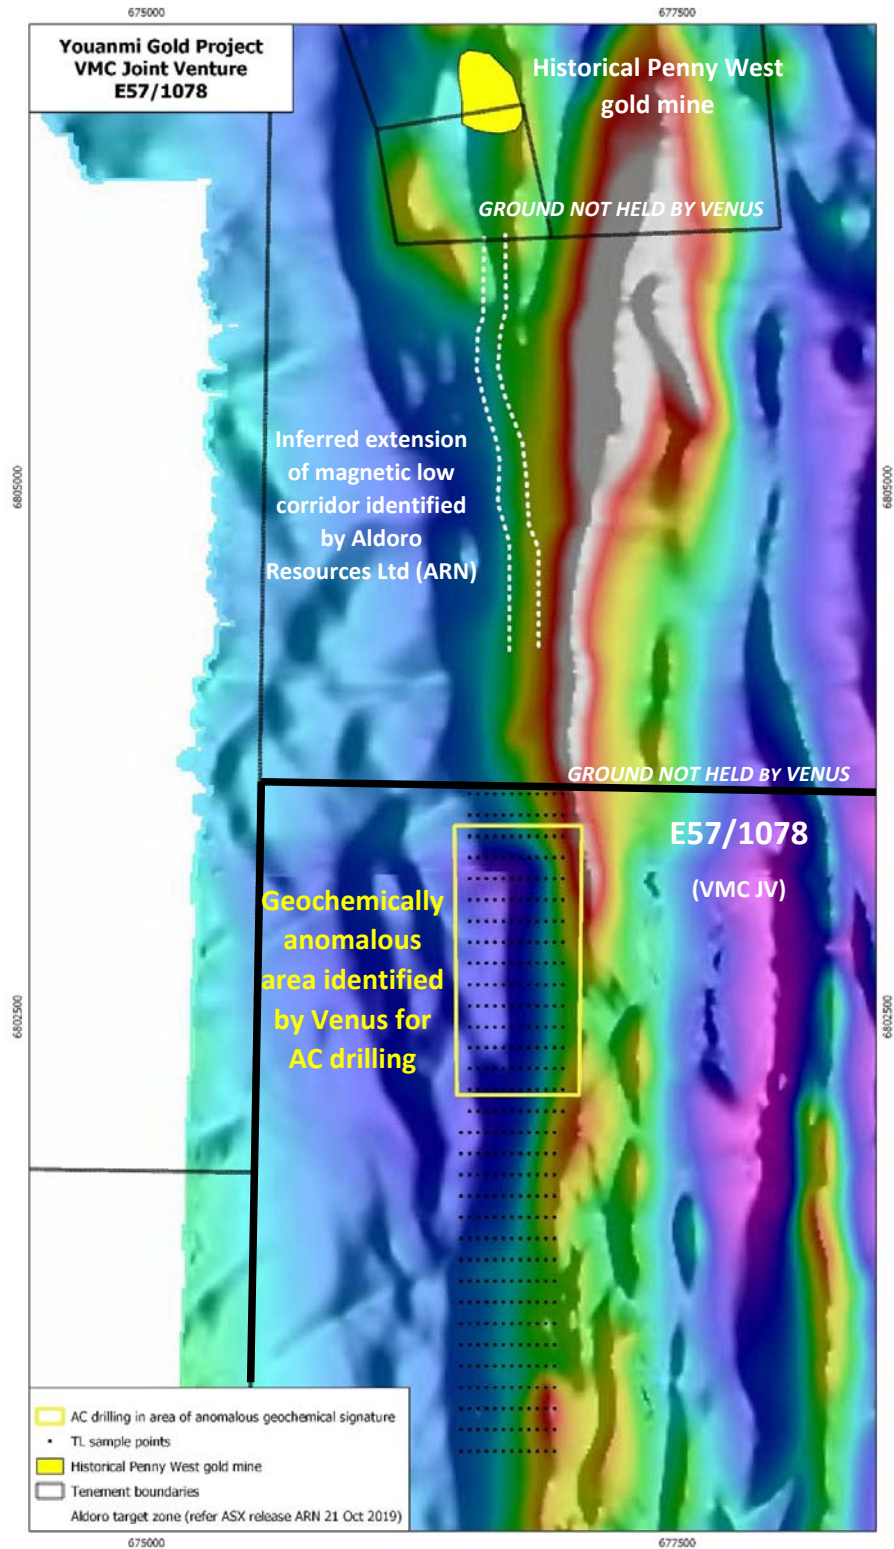 675000
677500
Youanmi Gold Project
VMC Joint Venture
E57/1078
Historical Penny West
gold mine
GROUND NOT HELD BY VENUS
Inferred extension
of magnetic low
corridor identified
by Aldoro
Resources Ltd (ARN)
6805000
6805000
GROUND NOT HELD BY VENUS
E57/1078
(VMC JV)
Geochemically
anomalous
area identified
by Venus for
AC drilling
6802500
6802500
AC drilling in area of anomalous geochemical signature
TL sample points
Historical Penny West gold mine
Tenement boundaries
Aldoro target zone (refer ASX release ARN 21 Oct 2019)
675000
677500